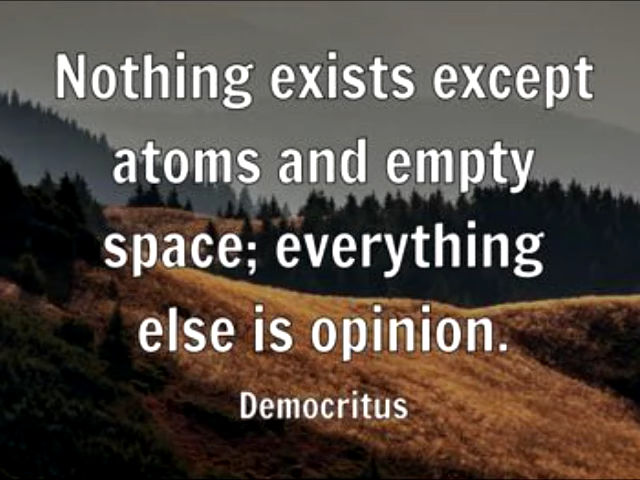 Nothing exists except
atoms and empty
space; everything
else is opinion.
Democritus